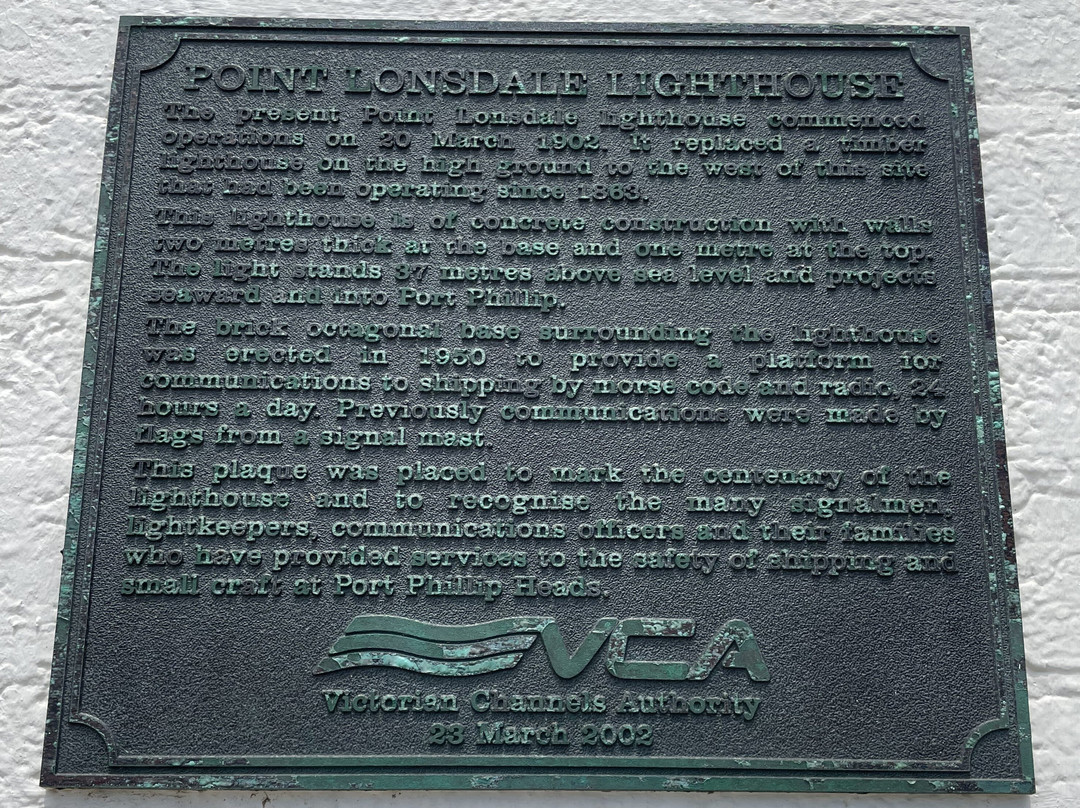 POINT LONSDALE LIGHTHOUSE
The present Point Lonsdale lighthouse commenced
operations on 20 March 1902. It replaced a timber
lighthouse on the high ground to the west of this site
that had been operating since 1863.
This lighthouse is of concrete construction with walls
two metres thick at the base and one metre at the top.
The light stands 37 metres above sea level and projects
seaward and into Port Phillip.
The brick octagonal base surrounding the lighthouse
was erected in 1950 to provide a platform for
communications to shipping by morse code and radio, 24
hours a day. Previously communications were made by
flags from a signal mast.
This plaque was placed to mark the centenary of the
lighthouse and to recognise the many signalmen,
lightkeepers, communications officers and their families
who have provided services to the safety of shipping and
small craft at Port Phillip Heads.
VCA
Victorian Channels Authority
23 March 2002